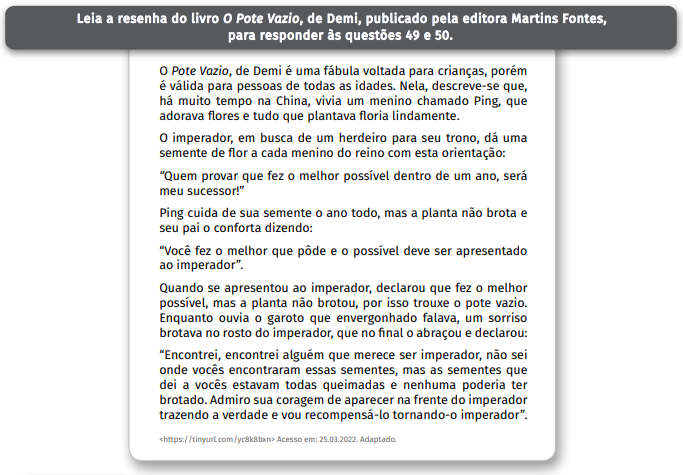 Leia a resenha do livro O Pote Vazio, de Demi, publicado pela editora Martins Fontes,
para responder às questões 49 e 50.
O Pote Vazio, de Demi é uma fábula voltada para crianças, porém
é válida para pessoas de todas as idades. Nela, descreve-se que,
há muito tempo na China, vivia um menino chamado Ping, que
adorava flores e tudo que plantava floria lindamente.
O imperador, em busca de um herdeiro para seu trono, dá uma
semente de flor a cada menino do reino com esta orientação:
“Quem provar que fez o melhor possível dentro de um ano, será
meu sucessor!”
Ping cuida de sua semente o ano todo, mas a planta não brota e
seu pai o conforta dizendo:
“Você fez o melhor que pôde e o possível deve ser apresentado
ao imperador”.
Quando se apresentou ao imperador, declarou que fez o melhor
possível, mas a planta não brotou, por isso trouxe o pote vazio.
Enquanto ouvia o garoto que envergonhado falava, um sorriso
brotava no rosto do imperador, que no final o abraçou e declarou:
“Encontrei, encontrei alguém que merece ser imperador, não sei
onde vocês encontraram essas sementes, mas as sementes que
dei a vocês estavam todas queimadas e nenhuma poderia ter
brotado. Admiro sua coragem de aparecer na frente do imperador
trazendo a verdade e vou recompensá-lo tornando-o imperador”.
<https://tinyurl.com/yc8k8bxn> Acesso em: 25.03.2022. Adaptado.